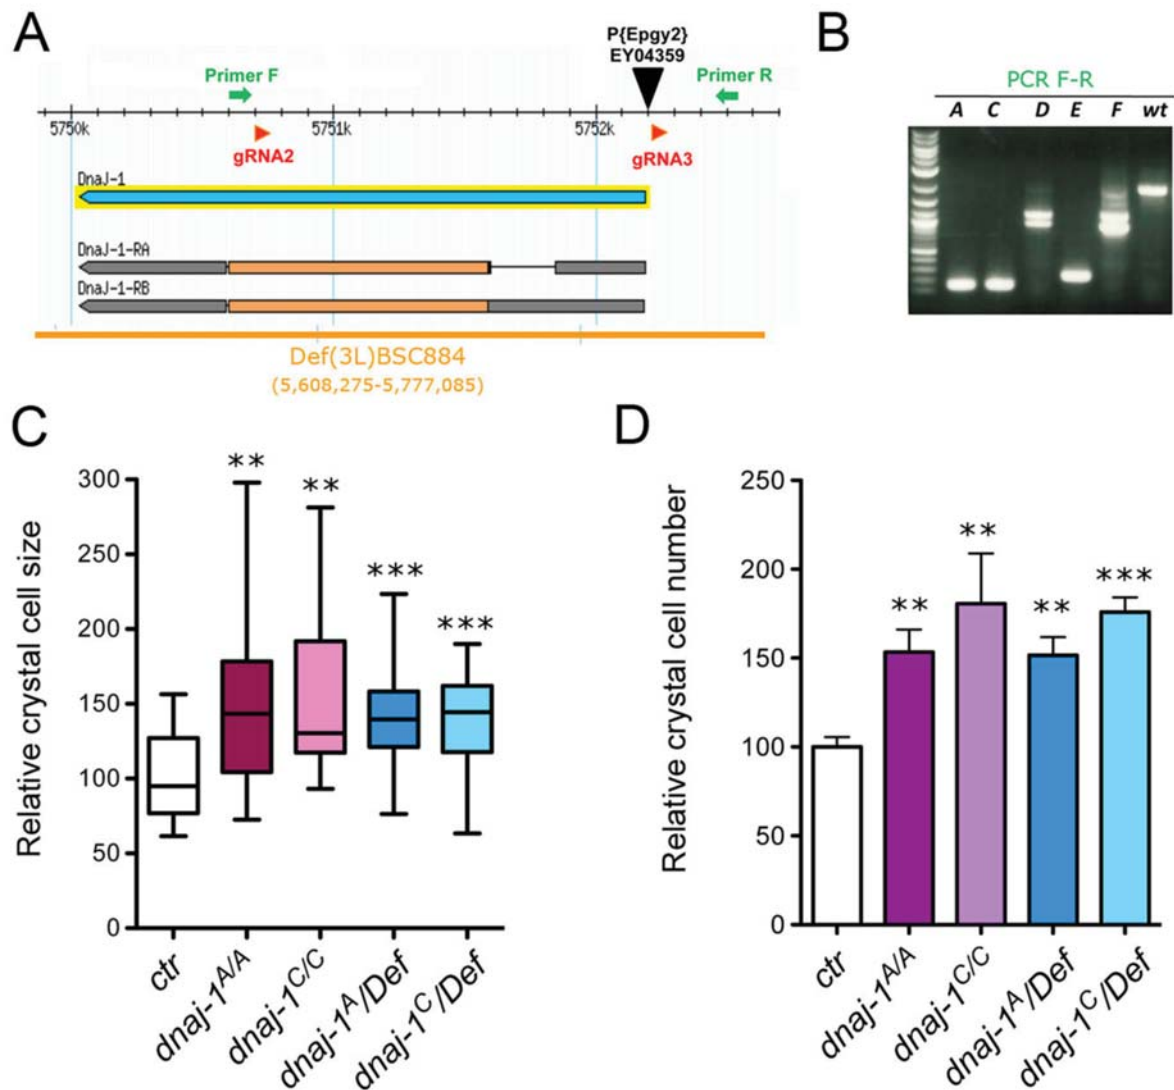 A
P{Epgy2}
EY04359
Primer F
Primer R
5750k
5751k
5752k
gRNA2
gRNA3
DnaJ-1
DnaJ-1-RA
DnaJ-1-RB
Def(3L)BSC884
(5,608,275-5,777,085)
B
PCR F-R
A C D E F wt
C
Relative crystal cell size
300
250
200
150
100
50
0
** ** *** ***
ctr
dnaj-1A/A
dnaj-1C/C
dnaj-1A/Def
dnaj-1C/Def
D
Relative crystal cell number
250
200
150
100
50
0
** ** ** ***
ctr
dnaj-1A/A
dnaj-1C/C
dnaj-1A/Def
dnaj-1C/Def